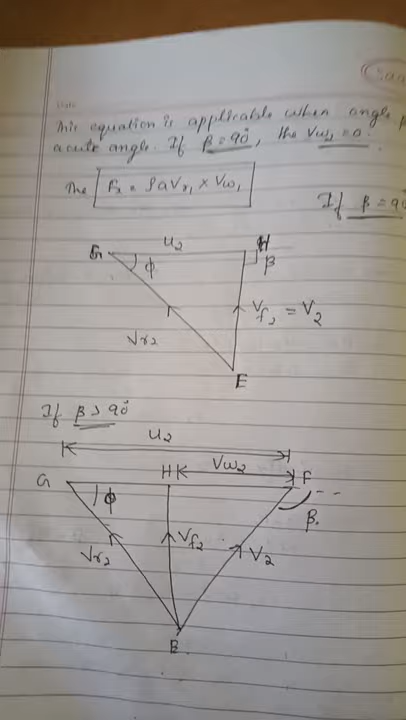 This equation is applicable when angle β
acute angle. If β = 90°, the Vw₂ = 0.
The Fx = ρaVr₁ × Vw₁
If β = 90
u₂
G
H
ϕ
β
Vf₂ = V₂
Vr₂
E
If β > 90°
u₂
Vw₂
G
H
F
ϕ
β.
Vr₂
Vf₂
V₂
E